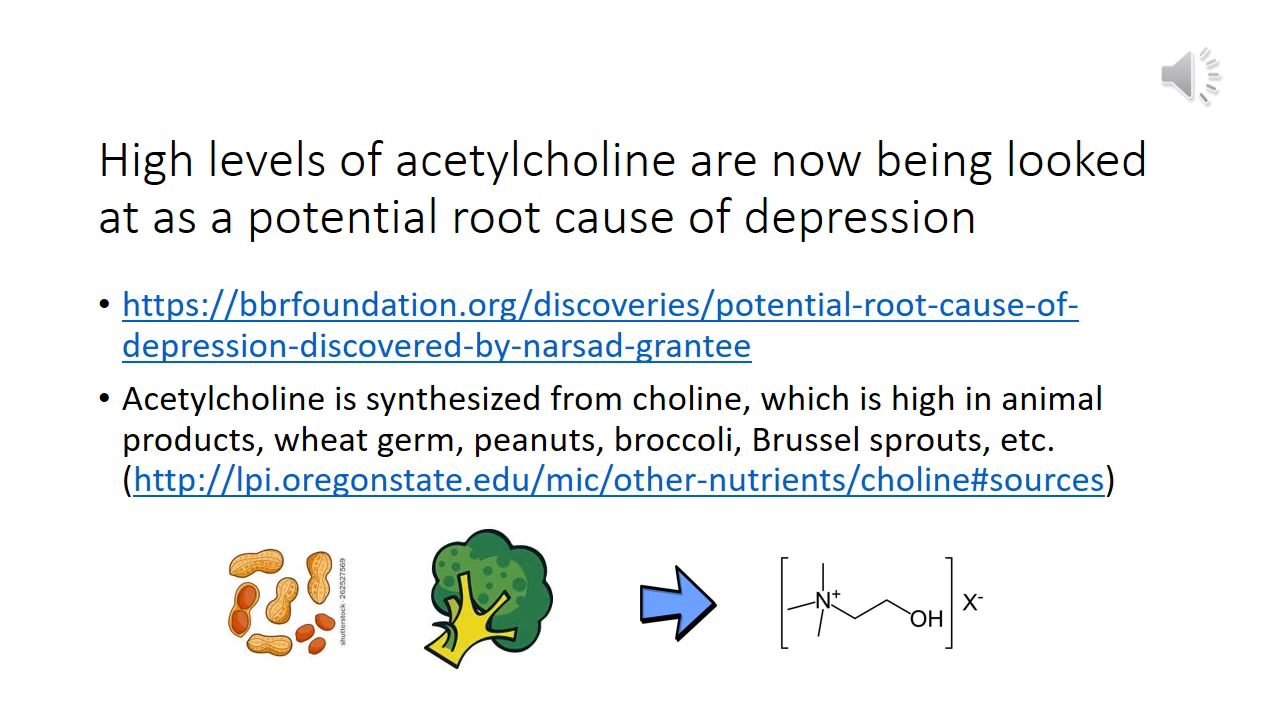 High levels of acetylcholine are now being looked
at as a potential root cause of depression
• https://bbrfoundation.org/discoveries/potential-root-cause-of-
depression-discovered-by-narsad-grantee
• Acetylcholine is synthesized from choline, which is high in animal
products, wheat germ, peanuts, broccoli, Brussel sprouts, etc.
(http://lpi.oregonstate.edu/mic/other-nutrients/choline#sources)
shutterstock · 262527569
N+
OH
X-